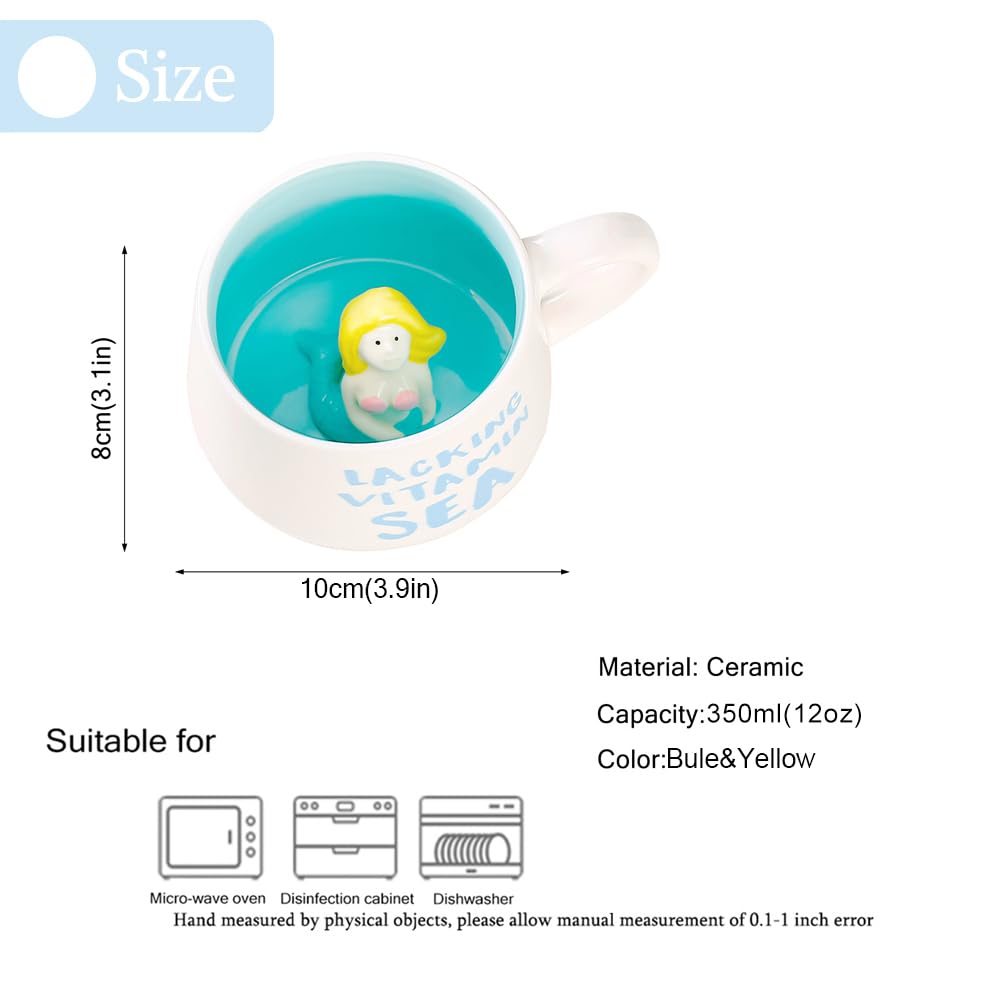 Size
8cm(3.1in)
LACKING
VITAMIN
SEA
10cm(3.9in)
Material: Ceramic
Capacity:350ml(12oz)
Color:Bule&Yellow
Suitable for
Micro-wave oven Disinfection cabinet Dishwasher
Hand measured by physical objects, please allow manual measurement of 0.1-1 inch error